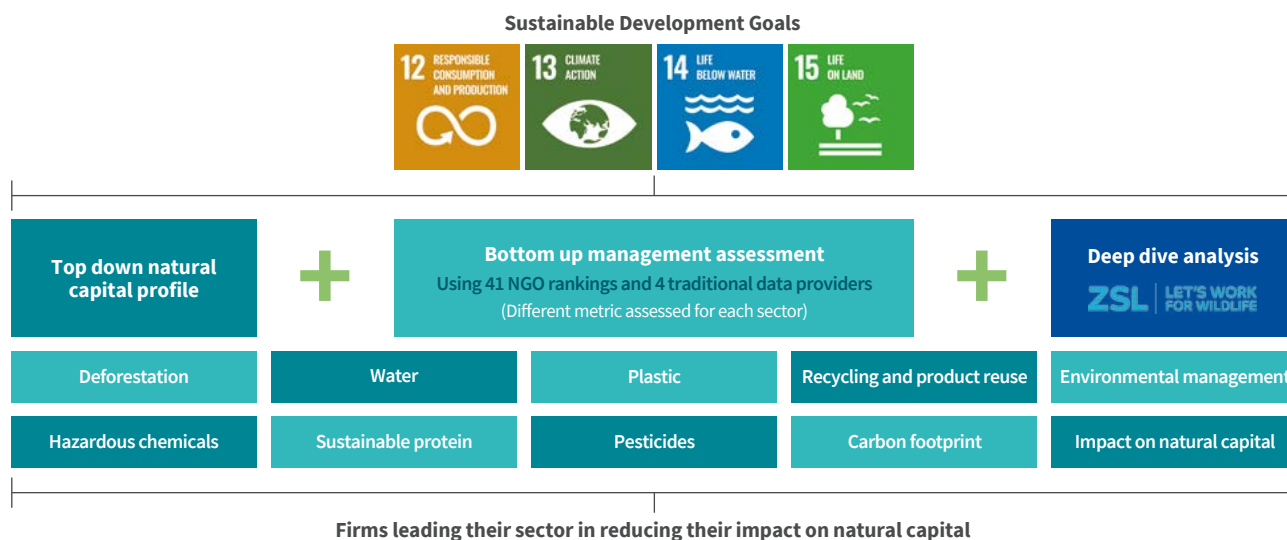 Sustainable Development Goals
12 RESPONSIBLE
CONSUMPTION
AND PRODUCTION
13 CLIMATE
ACTION
14 LIFE
BELOW WATER
15 LIFE
ON LAND
Top down natural
capital profile
+
Bottom up management assessment
Using 41 NGO rankings and 4 traditional data providers
(Different metric assessed for each sector)
+
Deep dive analysis
ZSL LET'S WORK
FOR WILDLIFE
Deforestation
Water
Plastic
Recycling and product reuse
Environmental management
Hazardous chemicals
Sustainable protein
Pesticides
Carbon footprint
Impact on natural capital
Firms leading their sector in reducing their impact on natural capital